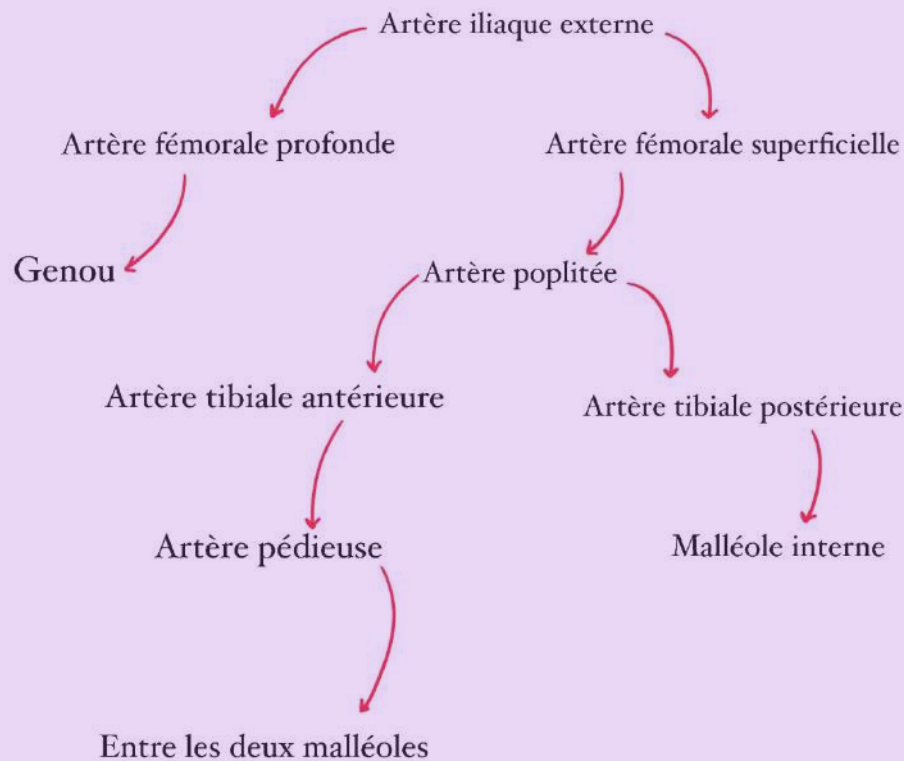 Artère iliaque externe
Artère fémorale profonde
Artère fémorale superficielle
Genou
Artère poplitée
Artère tibiale antérieure
Artère tibiale postérieure
Artère pédieuse
Malléole interne
Entre les deux malléoles